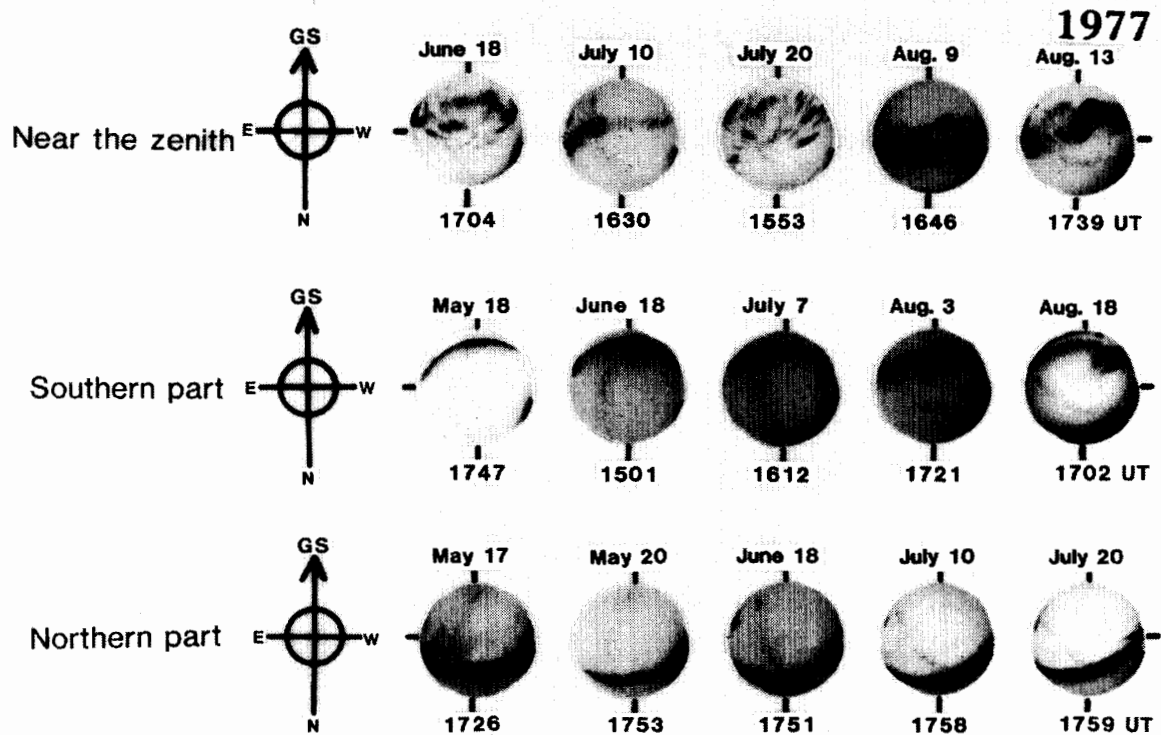 1977
GS June 18 July 10 July 20 Aug. 9 Aug. 13
Near the zenith E W
N 1704 1630 1553 1646 1739 UT
GS May 18 June 18 July 7 Aug. 3 Aug. 18
Southern part E W
N 1747 1501 1612 1721 1702 UT
GS May 17 May 20 June 18 July 10 July 20
Northern part E W
N 1726 1753 1751 1758 1759 UT